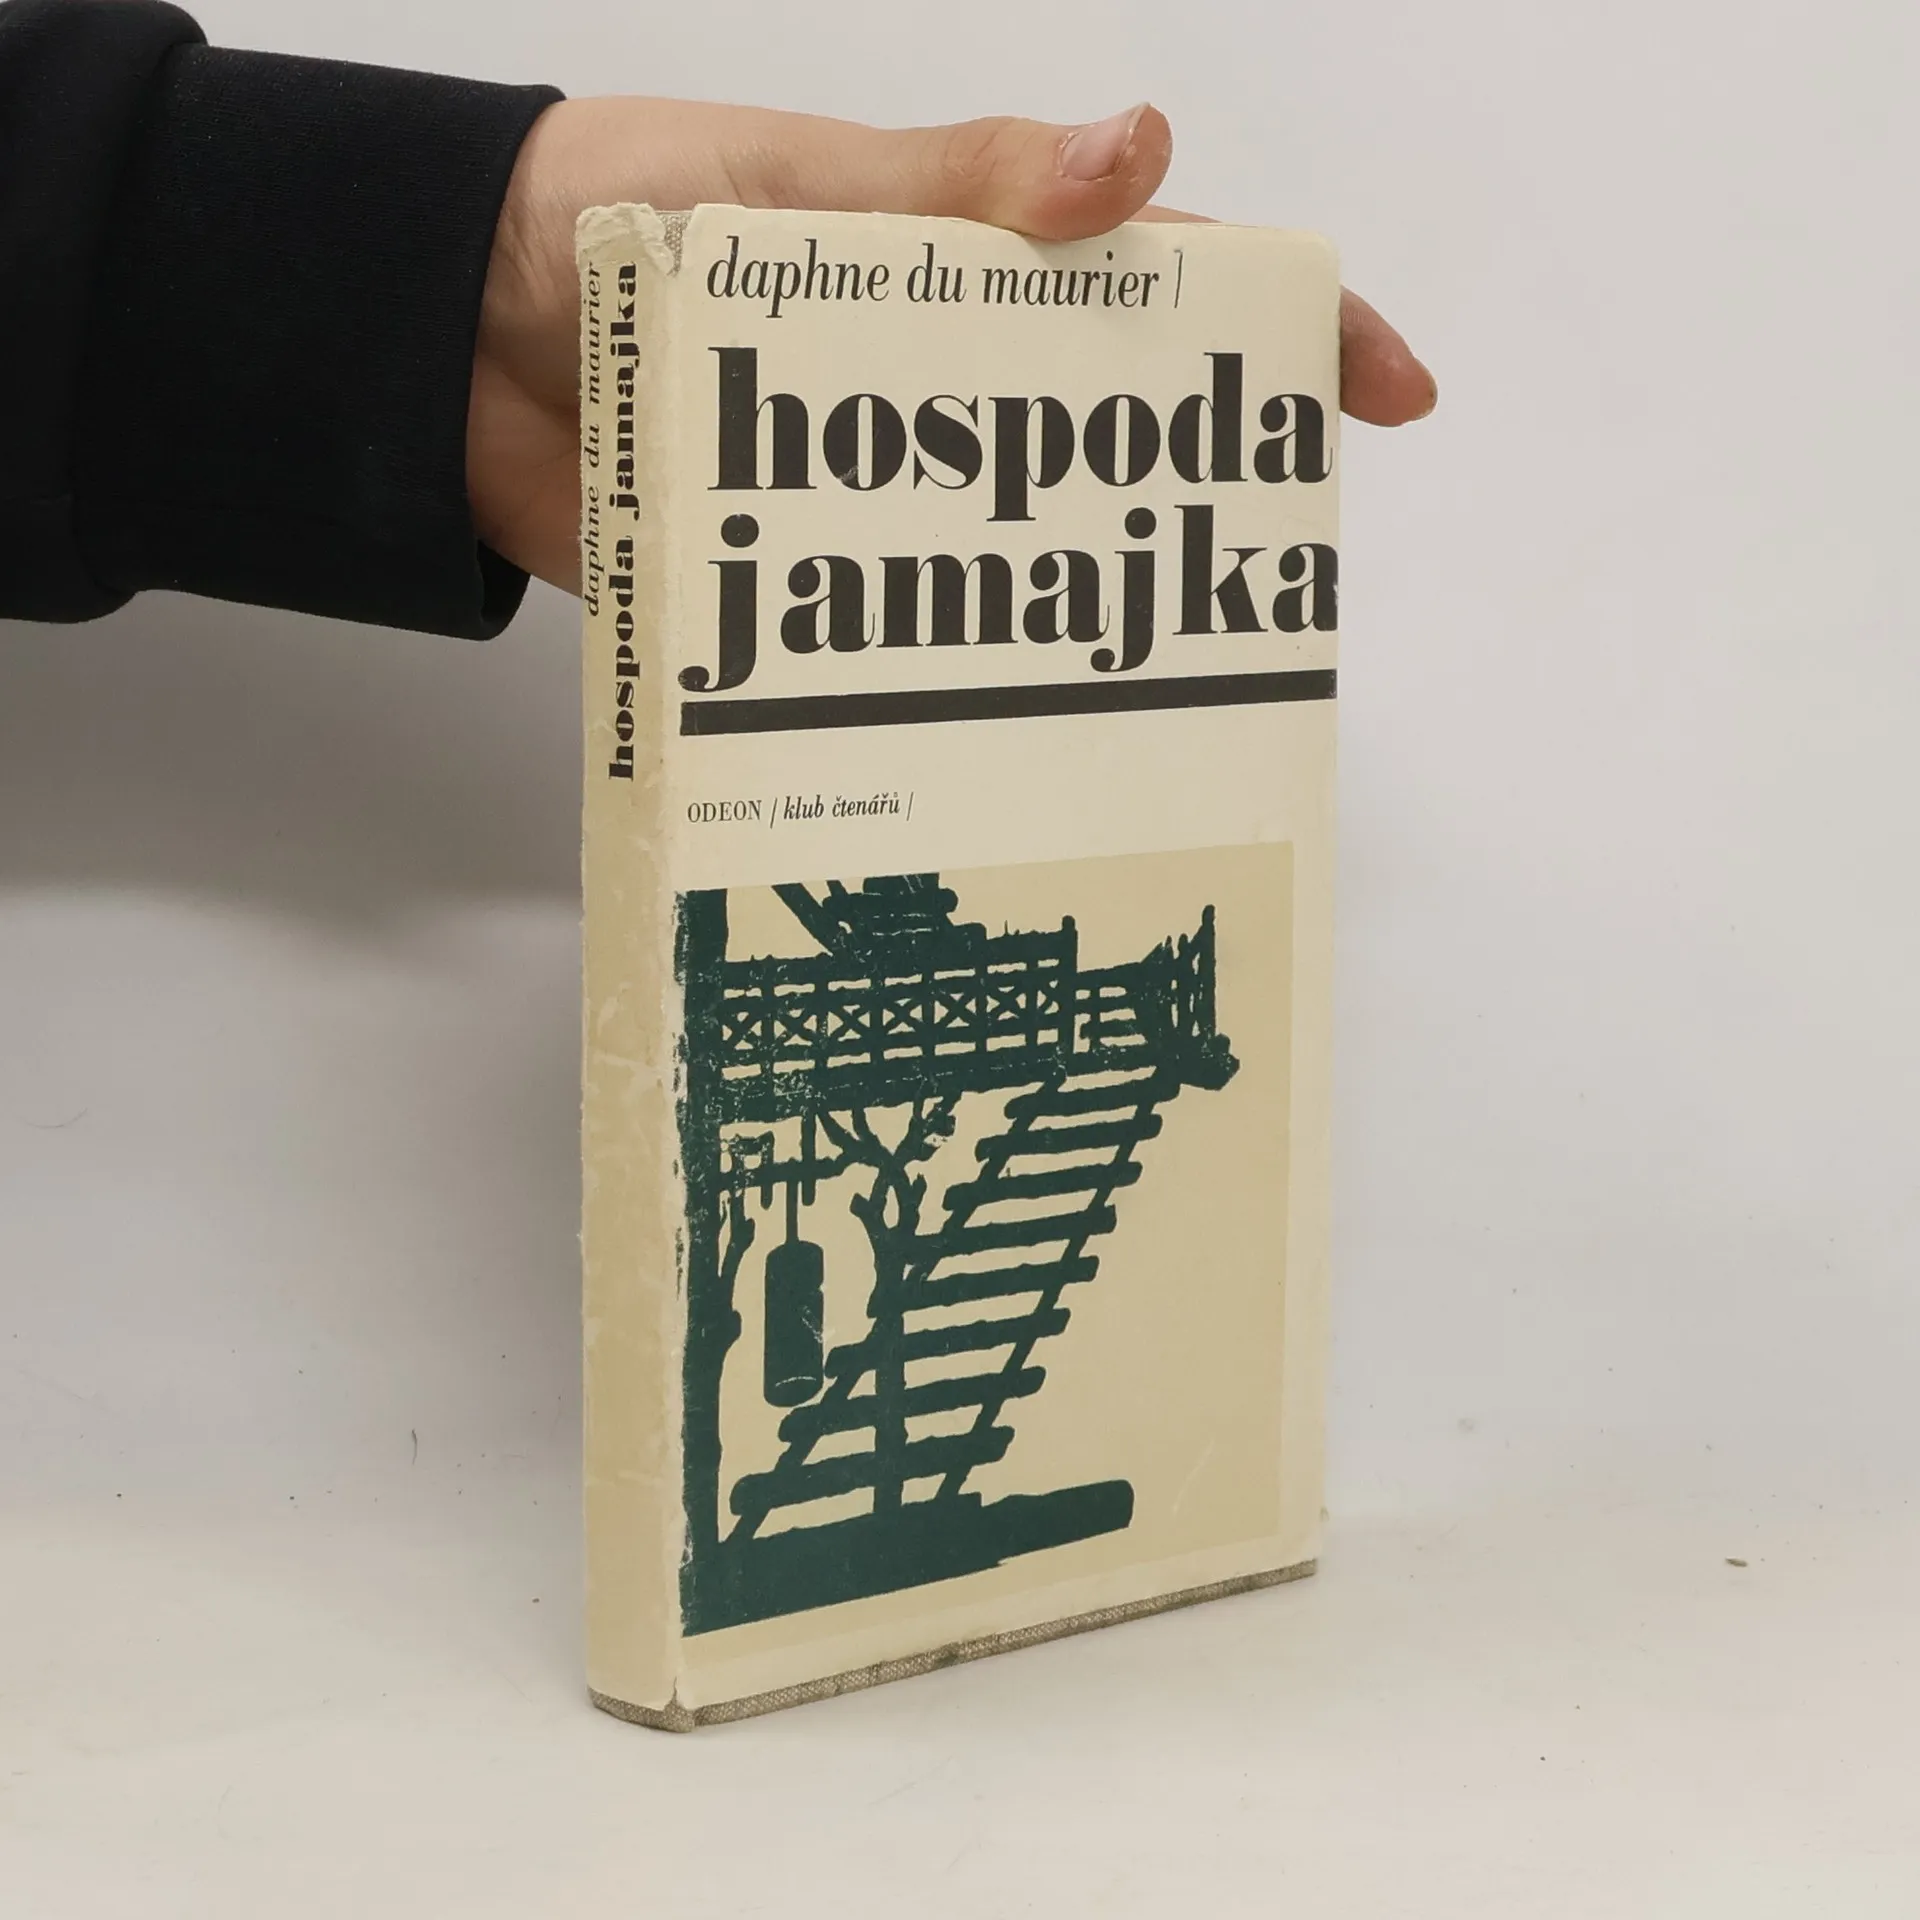 daphne du maurier
hospoda jamajka
daphne du maurier /
hospoda
jamajka
ODEON / klub čtenářů /